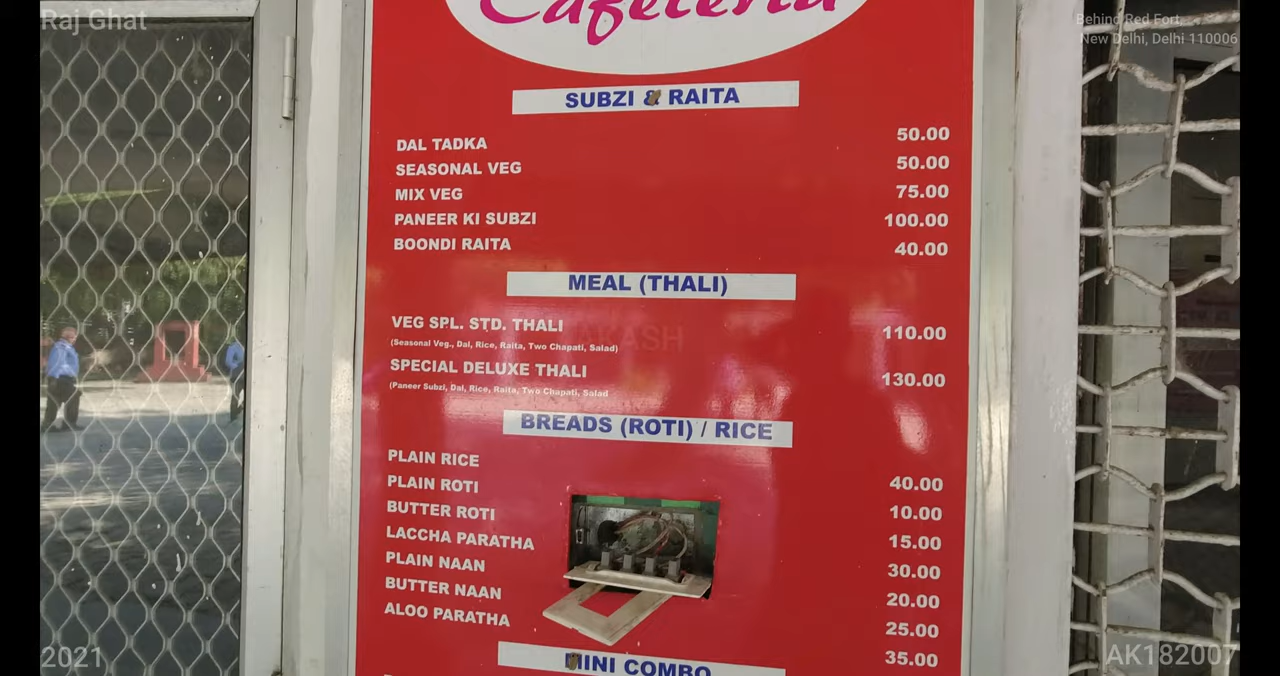 Raj Ghat
Behind Red Fort,
New Delhi, Delhi 110006
Cafeteria
SUBZI & RAITA
DAL TADKA 50.00
SEASONAL VEG 50.00
MIX VEG 75.00
PANEER KI SUBZI 100.00
BOONDI RAITA 40.00
MEAL (THALI)
VEG SPL. STD. THALI 110.00
(Seasonal Veg., Dal, Rice, Raita, Two Chapati, Salad)
SPECIAL DELUXE THALI 130.00
(Paneer Subzi, Dal, Rice, Raita, Two Chapati, Salad
BREADS (ROTI) / RICE
PLAIN RICE 40.00
PLAIN ROTI 10.00
BUTTER ROTI 15.00
LACCHA PARATHA 30.00
PLAIN NAAN 20.00
BUTTER NAAN 25.00
ALOO PARATHA 35.00
MINI COMBO
2021
AK182007